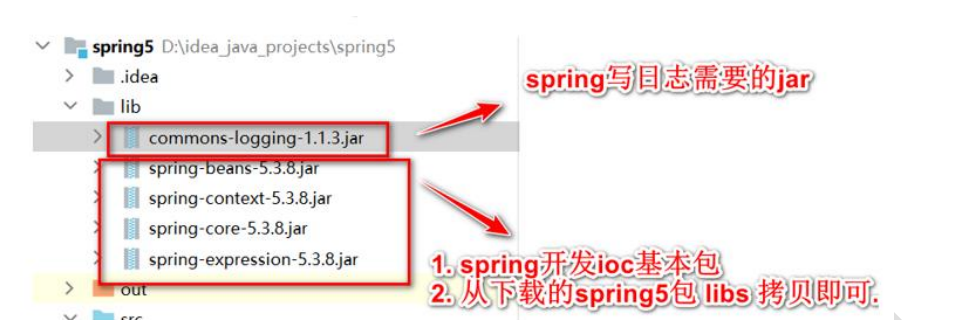 spring5 D:\idea_java_projects\spring5
.idea
spring写日志需要的jar
lib
commons-logging-1.1.3.jar
spring-beans-5.3.8.jar
spring-context-5.3.8.jar
spring-core-5.3.8.jar
spring-expression-5.3.8.jar
1. spring开发ioc基本包
out
2. 从下载的spring5包 libs 拷贝即可.
src